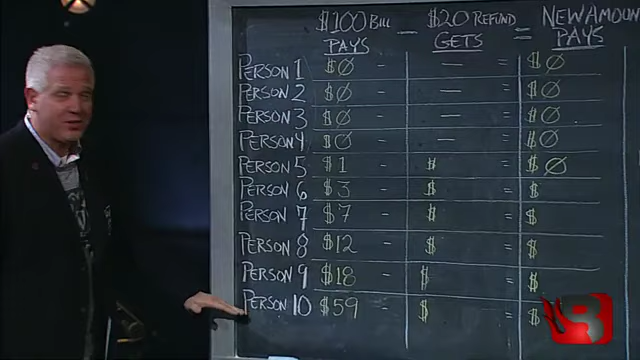 $100 BILL - $20 REFUND = NEW AMOUNT
PAYS GETS PAYS
PERSON 1 $0 - — = $0
PERSON 2 $0 - — = $0
PERSON 3 $0 - — = $0
PERSON 4 $0 - — = $0
PERSON 5 $1 - $ = $0
PERSON 6 $3 - $ = $
PERSON 7 $7 - $ = $
PERSON 8 $12 - $ = $
PERSON 9 $18 - $ = $
PERSON 10 $59 - $ = $